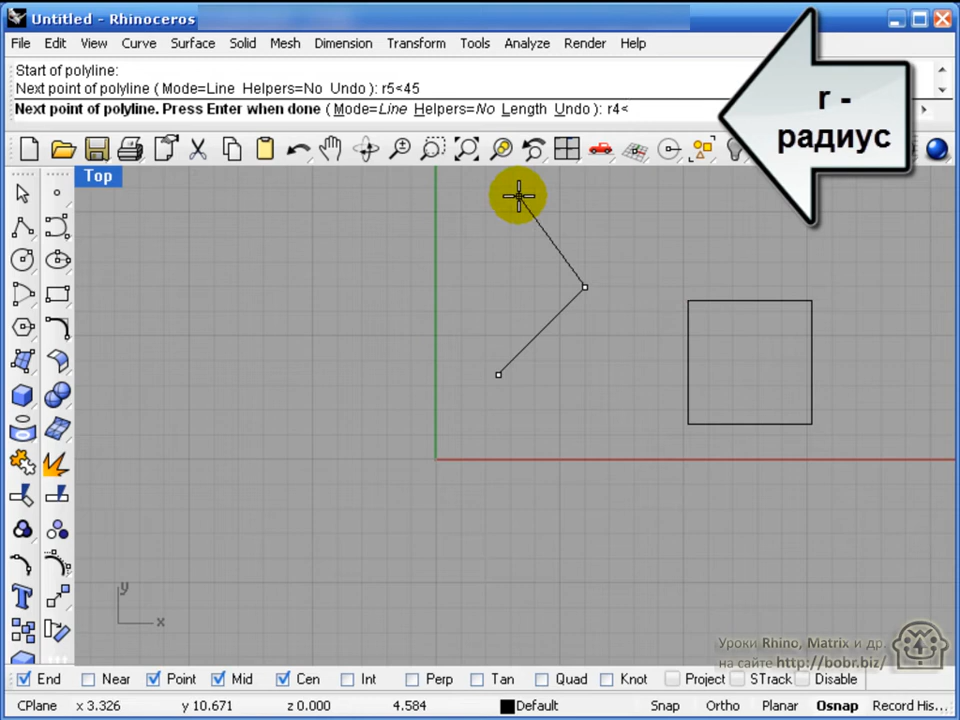 Untitled - Rhinoceros
File Edit View Curve Surface Solid Mesh Dimension Transform Tools Analyze Render Help
Start of polyline:
Next point of polyline ( Mode=Line Helpers=No Undo ): r5<45
Next point of polyline. Press Enter when done ( Mode=Line Helpers=No Length Undo ): r4<
r -
радиус
Top
y
x
Уроки Rhino, Matrix и др.
на сайте http://bobr.biz/
End Near Point Mid Cen Int Perp Tan Quad Knot Project STrack Disable
CPlane x 3.326 y 10.671 z 0.000 4.584 Default Snap Ortho Planar Osnap Record His...